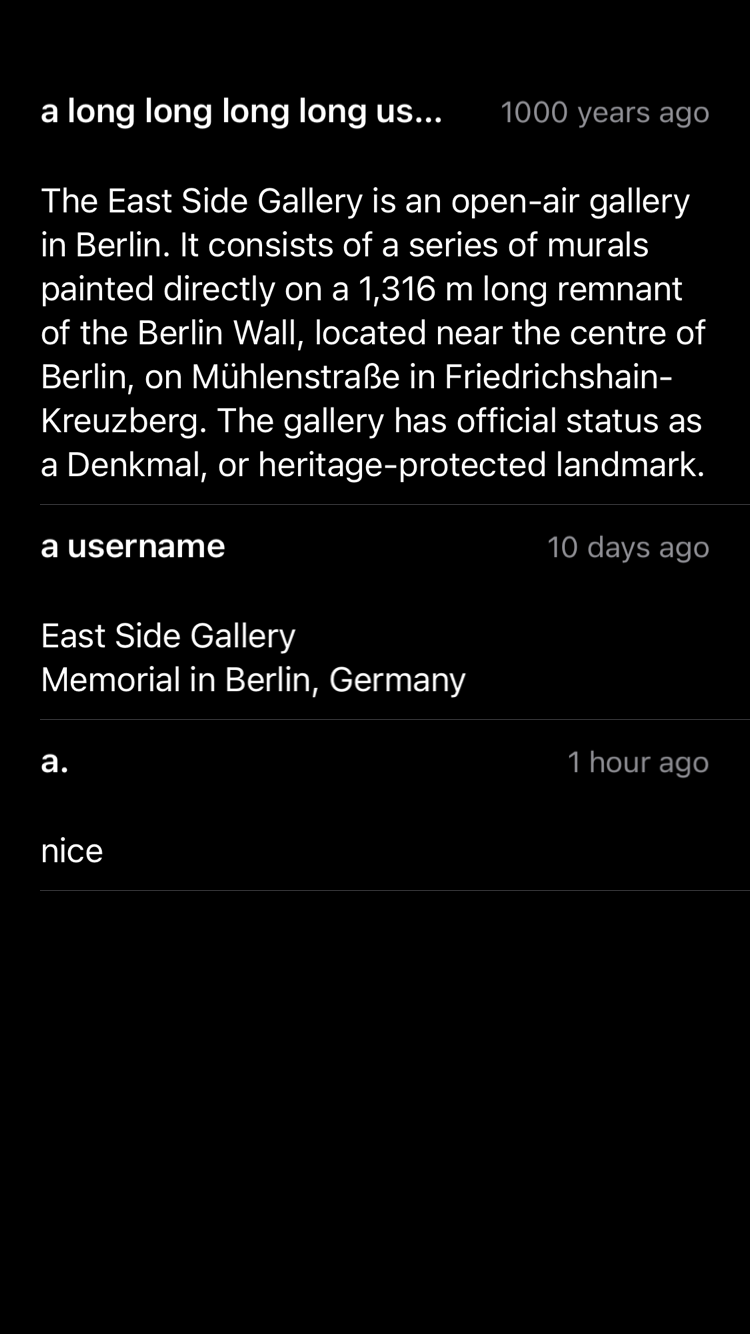 a long long long long us...
1000 years ago
The East Side Gallery is an open-air gallery
in Berlin. It consists of a series of murals
painted directly on a 1,316 m long remnant
of the Berlin Wall, located near the centre of
Berlin, on Mühlenstraße in Friedrichshain-
Kreuzberg. The gallery has official status as
a Denkmal, or heritage-protected landmark.
a username
10 days ago
East Side Gallery
Memorial in Berlin, Germany
a.
1 hour ago
nice